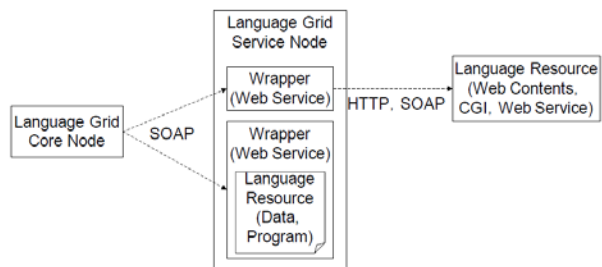 Language Grid
Service Node
Wrapper
(Web Service)
Language Resource
(Web Contents,
CGI, Web Service)
HTTP, SOAP
Language Grid
Core Node
SOAP
Wrapper
(Web Service)
Language
Resource
(Data,
Program)